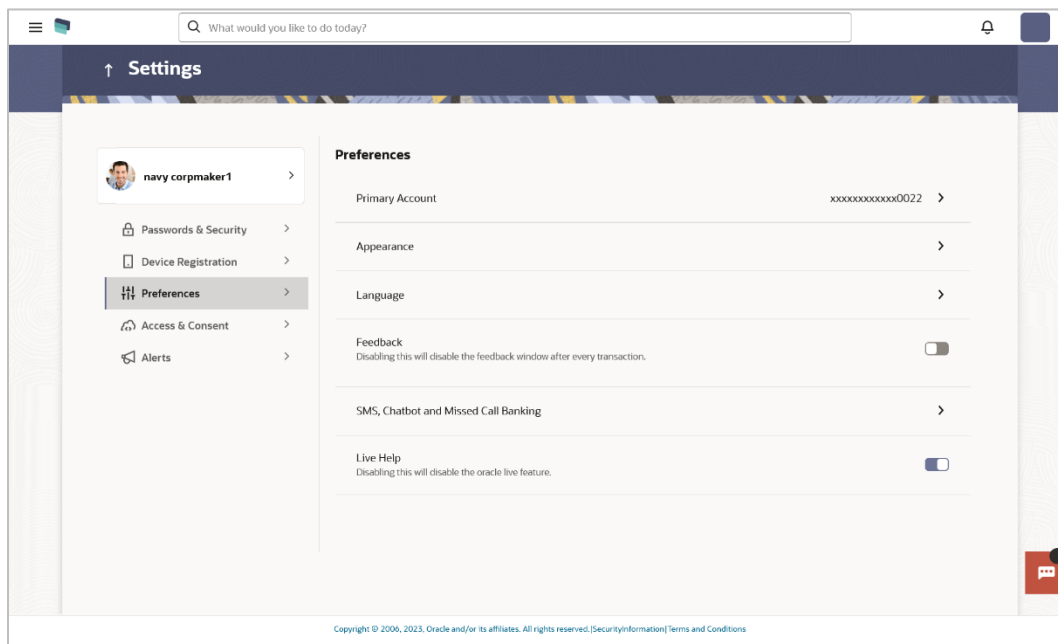 What would you like to do today?
Settings
navy corpmaker1
Passwords & Security
Device Registration
Preferences
Access & Consent
Alerts
Preferences
Primary Account xxxxxxxxxxxx0022
Appearance
Language
Feedback
Disabling this will disable the feedback window after every transaction.
SMS, Chatbot and Missed Call Banking
Live Help
Disabling this will disable the oracle live feature.
Copyright © 2006, 2023, Oracle and/or its affiliates. All rights reserved.|SecurityInformation|Terms and Conditions